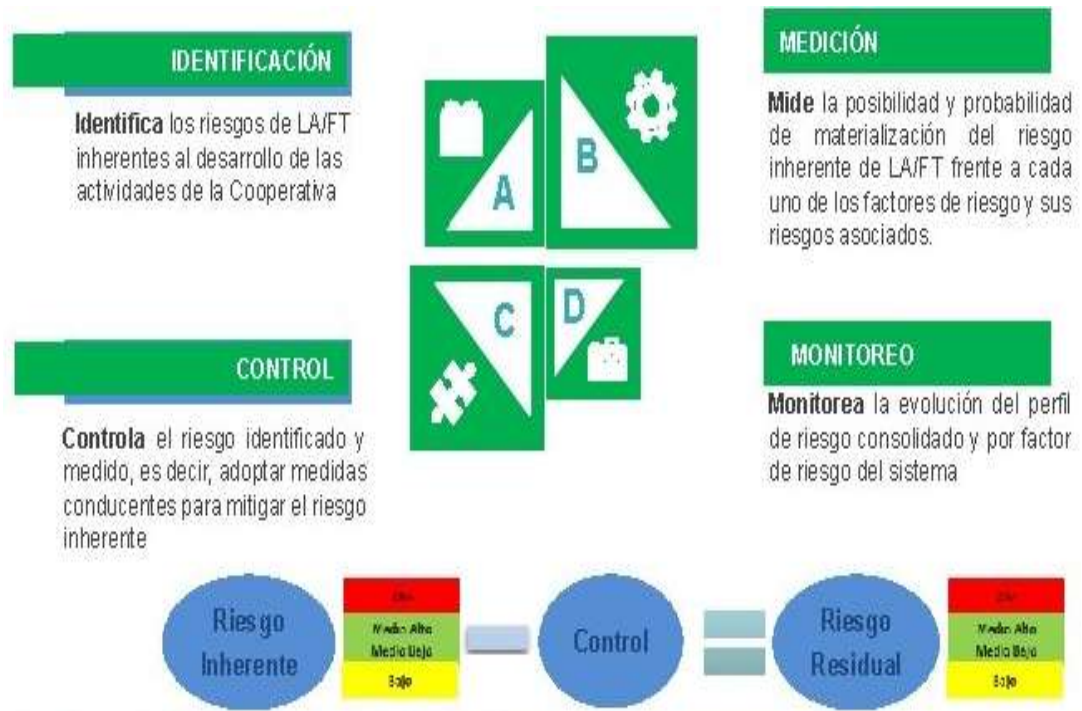 IDENTIFICACIÓN
Identifica los riesgos de LA/FT
inherentes al desarrollo de las
actividades de la Cooperativa
A
B
MEDICIÓN
Mide la posibilidad y probabilidad
de materialización del riesgo
inherente de LA/FT frente a cada
uno de los factores de riesgo y sus
riesgos asociados.
CONTROL
Controla el riesgo identificado y
medido, es decir, adoptar medidas
conducentes para mitigar el riesgo
inherente
C
D
MONITOREO
Monitorea la evolución del perfil
de riesgo consolidado y por factor
de riesgo del sistema
Riesgo
Inherente
Medio Alto
Medio Bajo
Bajo
Control
Riesgo
Residual
Medio Alto
Medio Bajo
Bajo